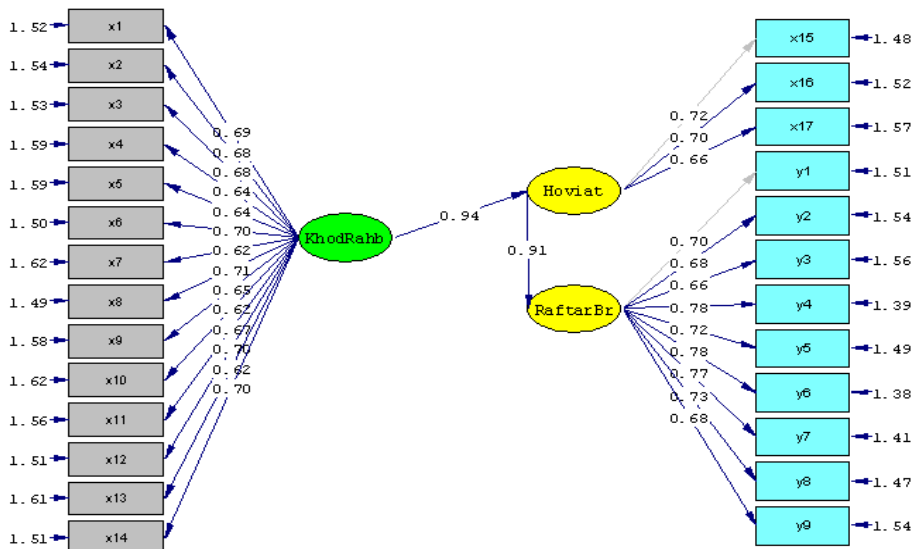 1.52 x1
1.54 x2
1.53 x3
1.59 x4
1.59 x5
1.50 x6
1.62 x7
1.49 x8
1.58 x9
1.62 x10
1.56 x11
1.51 x12
1.61 x13
1.51 x14
0.69
0.68
0.68
0.64
0.64
0.70
0.62
0.71
0.65
0.62
0.67
0.70
0.62
0.70
KhodRahb
0.94
Hoviat
0.91
RaftarBr
0.72
0.70
0.66
0.70
0.68
0.66
0.78
0.72
0.78
0.77
0.73
0.68
x15 1.48
x16 1.52
x17 1.57
y1 1.51
y2 1.54
y3 1.56
y4 1.39
y5 1.49
y6 1.38
y7 1.41
y8 1.47
y9 1.54